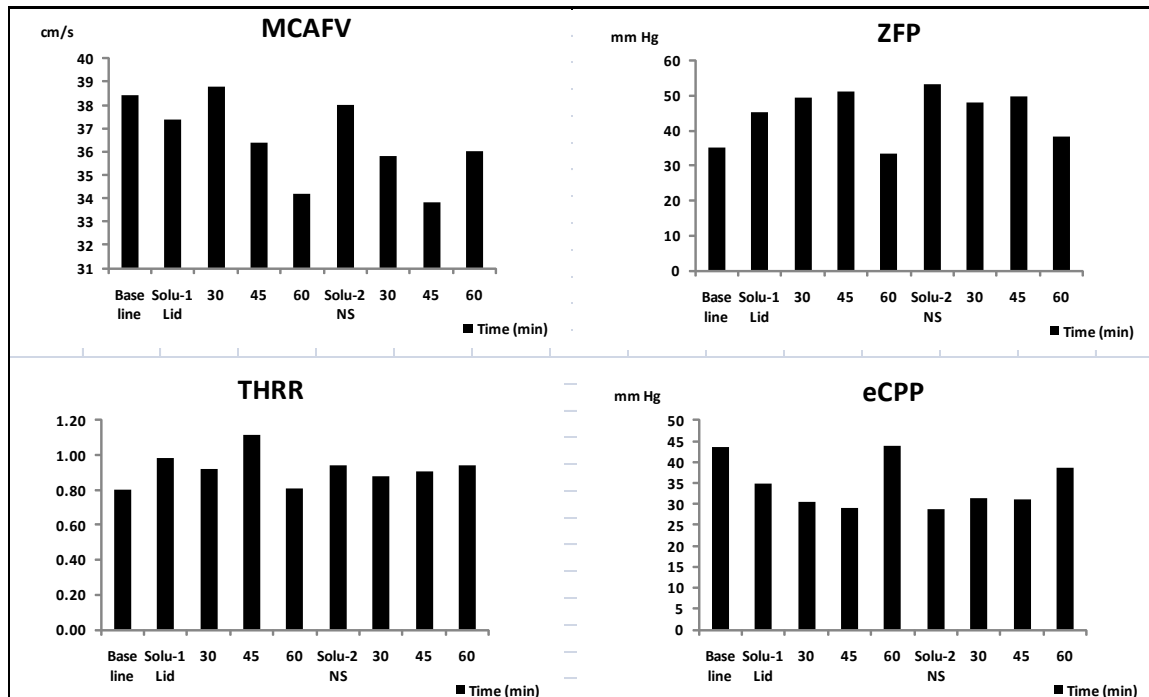 MCAFV
cm/s
40
39
38
37
36
35
34
33
32
31
Base line Solu-1 Lid 30 45 60 Solu-2 NS 30 45 60
Time (min)
ZFP
mm Hg
60
50
40
30
20
10
0
Base line Solu-1 Lid 30 45 60 Solu-2 NS 30 45 60
Time (min)
THRR
1.20
1.00
0.80
0.60
0.40
0.20
0.00
Base line Solu-1 Lid 30 45 60 Solu-2 NS 30 45 60
Time (min)
eCPP
mm Hg
50
45
40
35
30
25
20
15
10
5
0
Base line Solu-1 Lid 30 45 60 Solu-2 NS 30 45 60
Time (min)